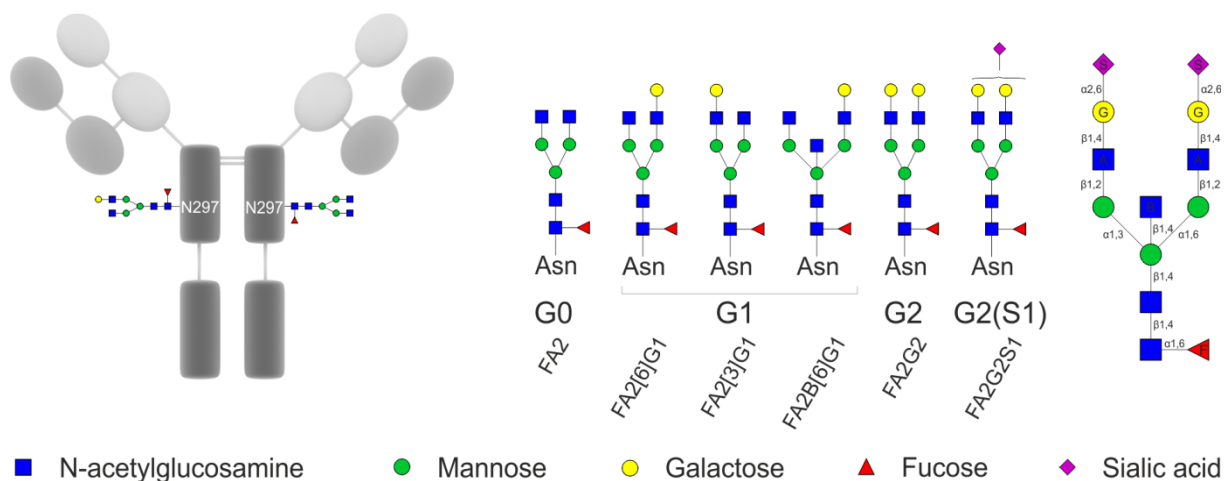 N297 N297
Asn Asn Asn Asn Asn Asn
G0 G1 G2 G2(S1)
FA2
FA2[6]G1
FA2[3]G1
FA2B[6]G1
FA2G2
FA2G2S1
S S
α2,6 α2,6
G G
β1,4 β1,4
A A
β1,2 β1,2
B
α1,3 β1,4 α1,6
β1,4
β1,4
α1,6 F
N-acetylglucosamine Mannose Galactose Fucose Sialic acid